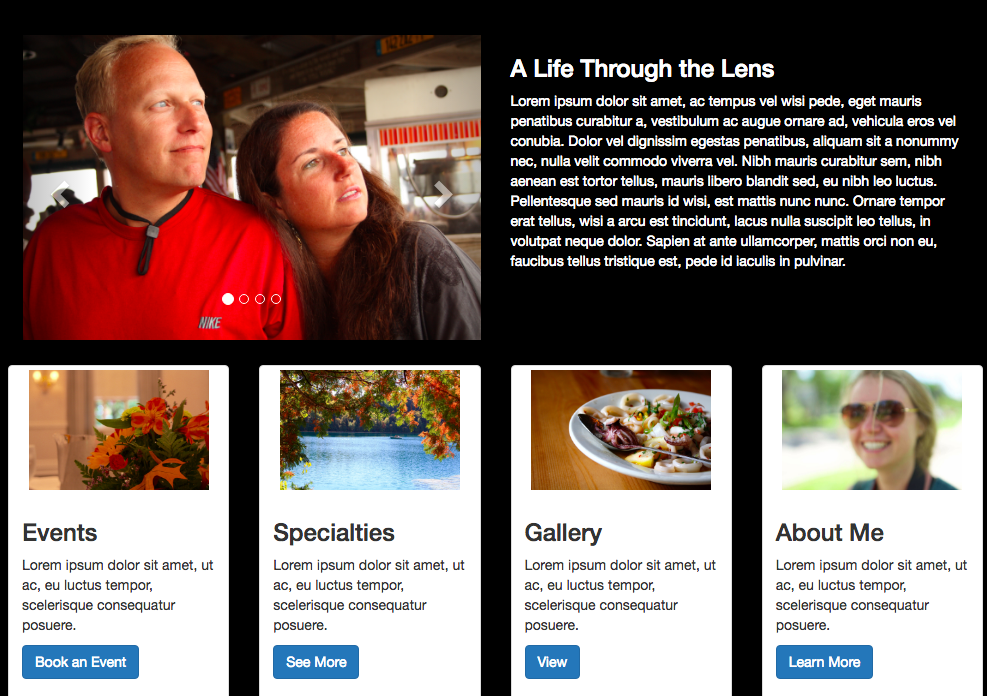 A Life Through the Lens
Lorem ipsum dolor sit amet, ac tempus vel wisi pede, eget mauris
penatibus curabitur a, vestibulum ac augue ornare ad, vehicula eros vel
conubia. Dolor vel dignissim egestas penatibus, aliquam sit a nonummy
nec, nulla velit commodo viverra vel. Nibh mauris curabitur sem, nibh
aenean est tortor tellus, mauris libero blandit sed, eu nibh leo luctus.
Pellentesque sed mauris id wisi, est mattis nunc nunc. Ornare tempor
erat tellus, wisi a arcu est tincidunt, lacus nulla suscipit leo tellus, in
volutpat neque dolor. Sapien at ante ullamcorper, mattis orci non eu,
faucibus tellus tristique est, pede id iaculis in pulvinar.
NIKE
Events
Lorem ipsum dolor sit amet, ut
ac, eu luctus tempor,
scelerisque consequatur
posuere.
Book an Event
Specialties
Lorem ipsum dolor sit amet, ut
ac, eu luctus tempor,
scelerisque consequatur
posuere.
See More
Gallery
Lorem ipsum dolor sit amet, ut
ac, eu luctus tempor,
scelerisque consequatur
posuere.
View
About Me
Lorem ipsum dolor sit amet, ut
ac, eu luctus tempor,
scelerisque consequatur
posuere.
Learn More